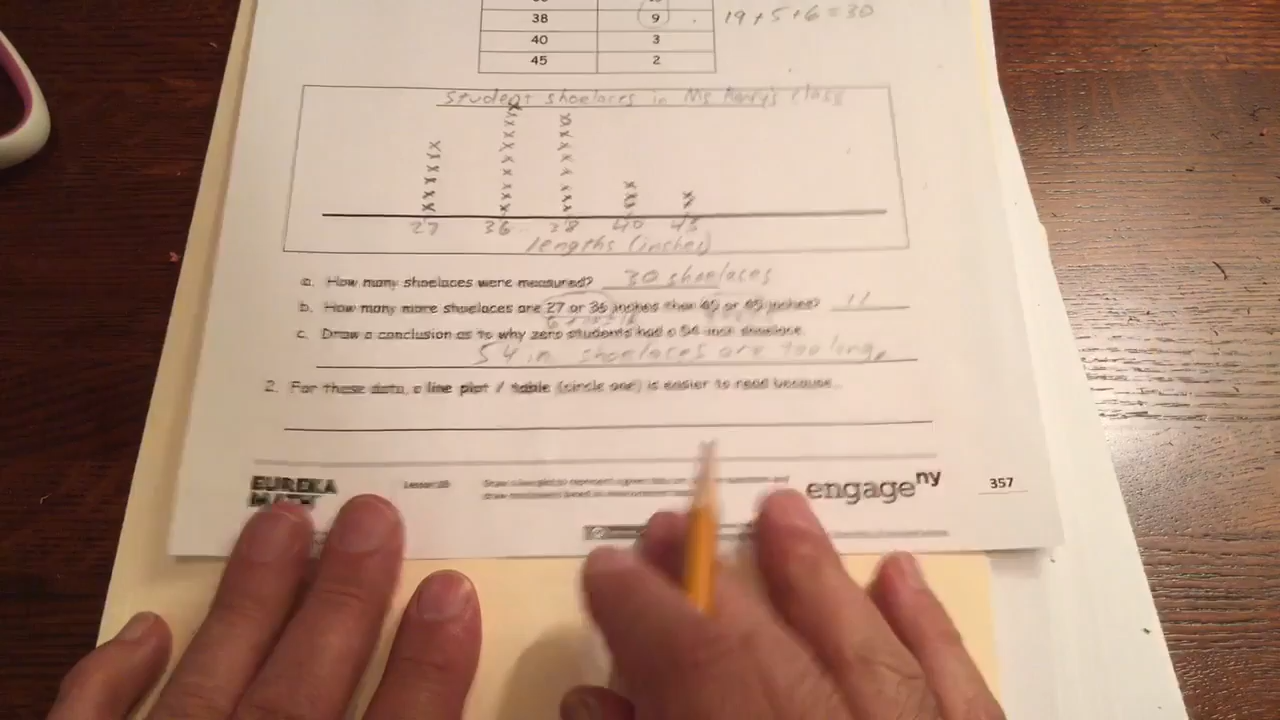 38 9 19+5+6=30
40 3
45 2
Student shoelaces in Ms Henry's class
27 36 38 40 45
lengths (inches)
a. How many shoelaces were measured? 30 shoelaces
b. How many more shoelaces are 27 or 36 inches than 40 or 45 inches? 11
c. Draw a conclusion as to why zero students had a 54 inch shoelace.
54 in shoelaces are too long.
2. For these data, a line plot / table (circle one) is easier to read because...
EUREKA
MATH
engage ny
357